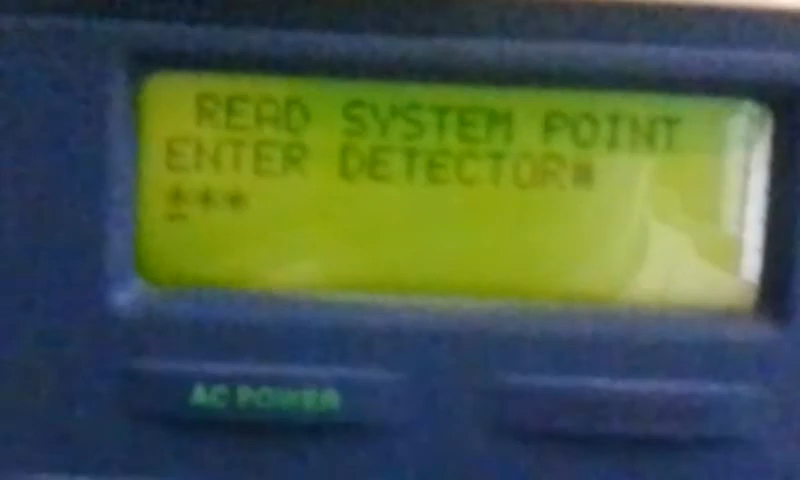 READ SYSTEM POINT
ENTER DETECTOR#
***
AC POWER